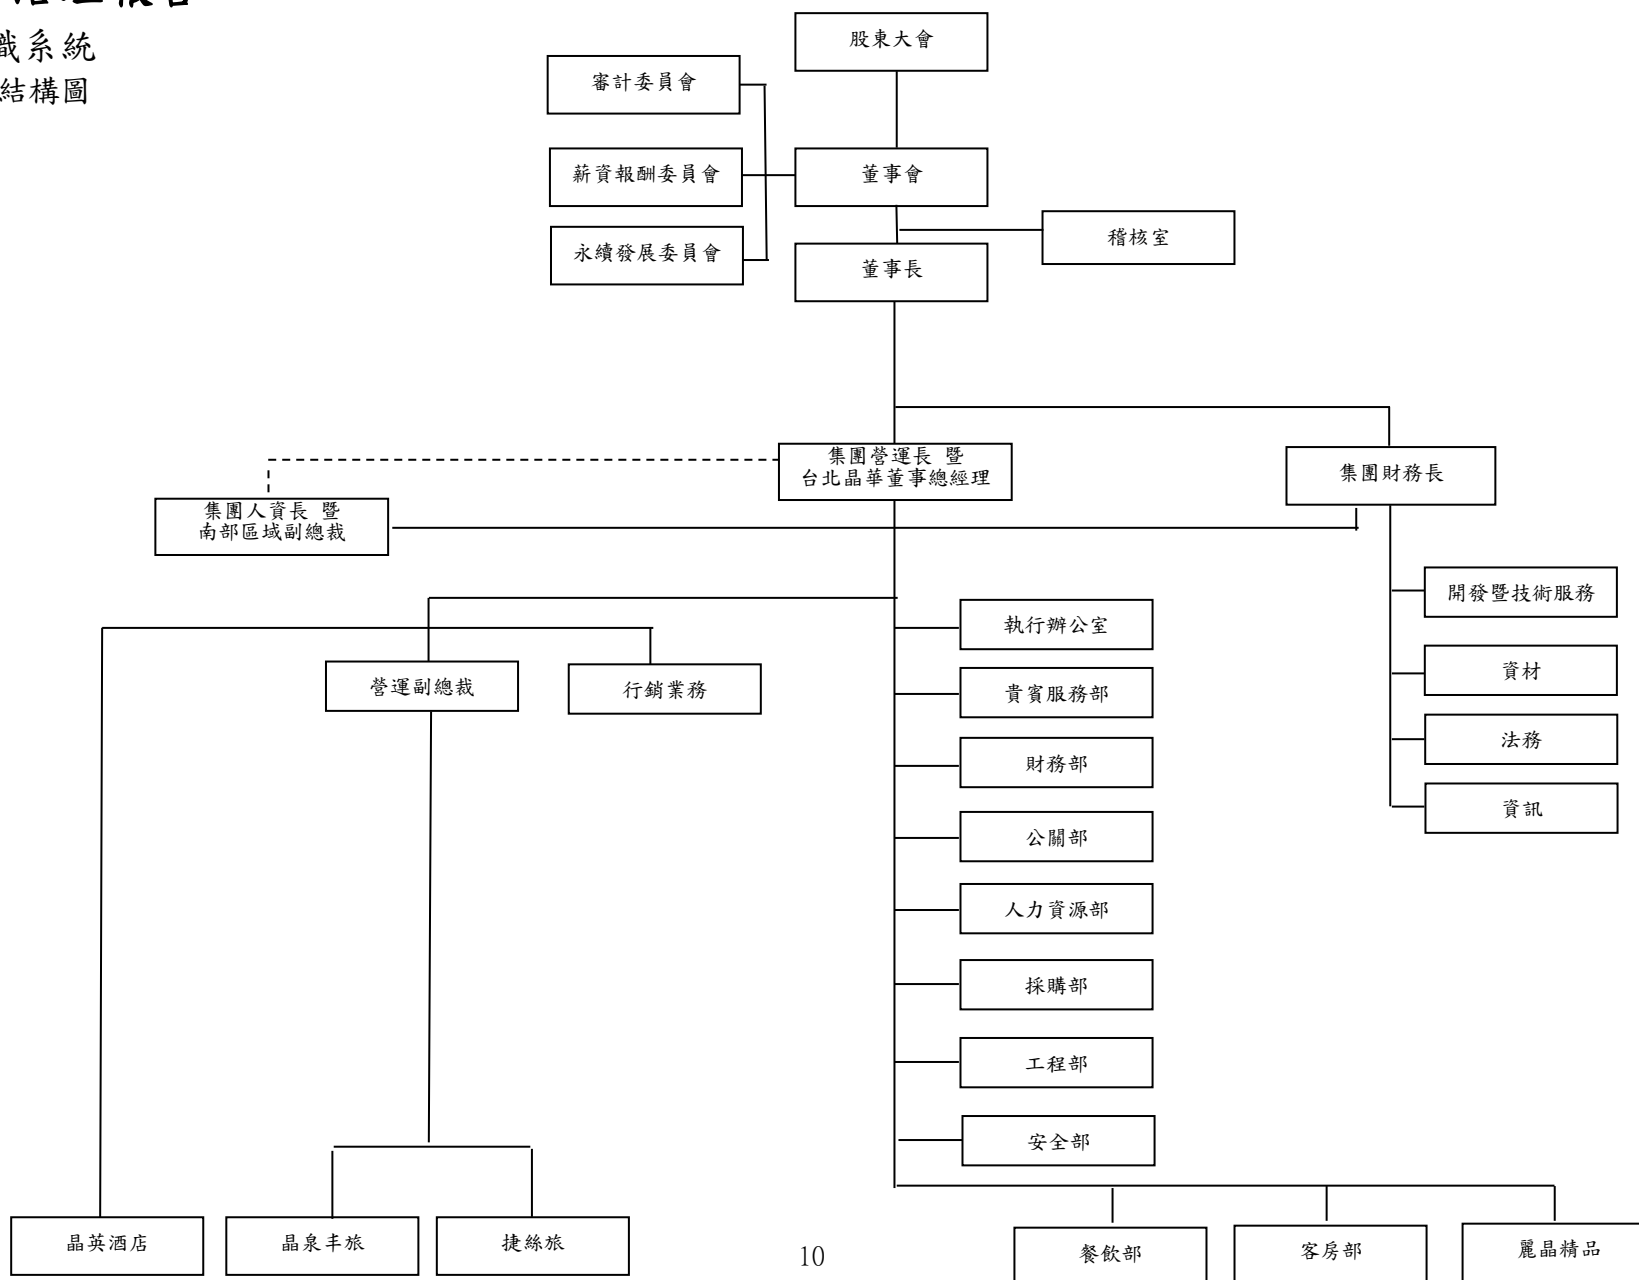 織系統
結構圖
股東大會
審計委員會
薪資報酬委員會
董事會
稽核室
永續發展委員會
董事長
集團營運長 暨
台北晶華董事總經理
集團財務長
集團人資長 暨
南部區域副總裁
開發暨技術服務
資材
法務
資訊
執行辦公室
貴賓服務部
財務部
公關部
人力資源部
採購部
工程部
安全部
營運副總裁
行銷業務
晶英酒店
晶泉丰旅
捷絲旅
餐飲部
客房部
麗晶精品
10